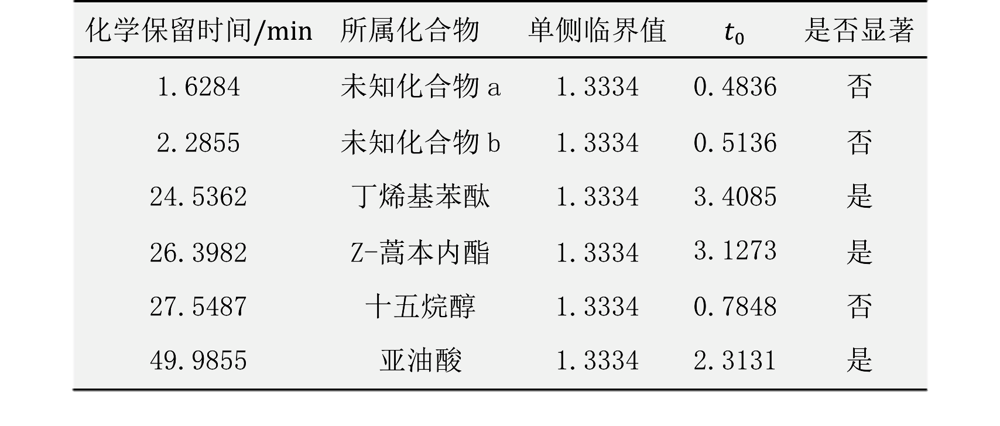 化学保留时间/min 所属化合物 单侧临界值 t₀ 是否显著
1.6284 未知化合物a 1.3334 0.4836 否
2.2855 未知化合物b 1.3334 0.5136 否
24.5362 丁烯基苯酞 1.3334 3.4085 是
26.3982 Z-蒿本内酯 1.3334 3.1273 是
27.5487 十五烷醇 1.3334 0.7848 否
49.9855 亚油酸 1.3334 2.3131 是